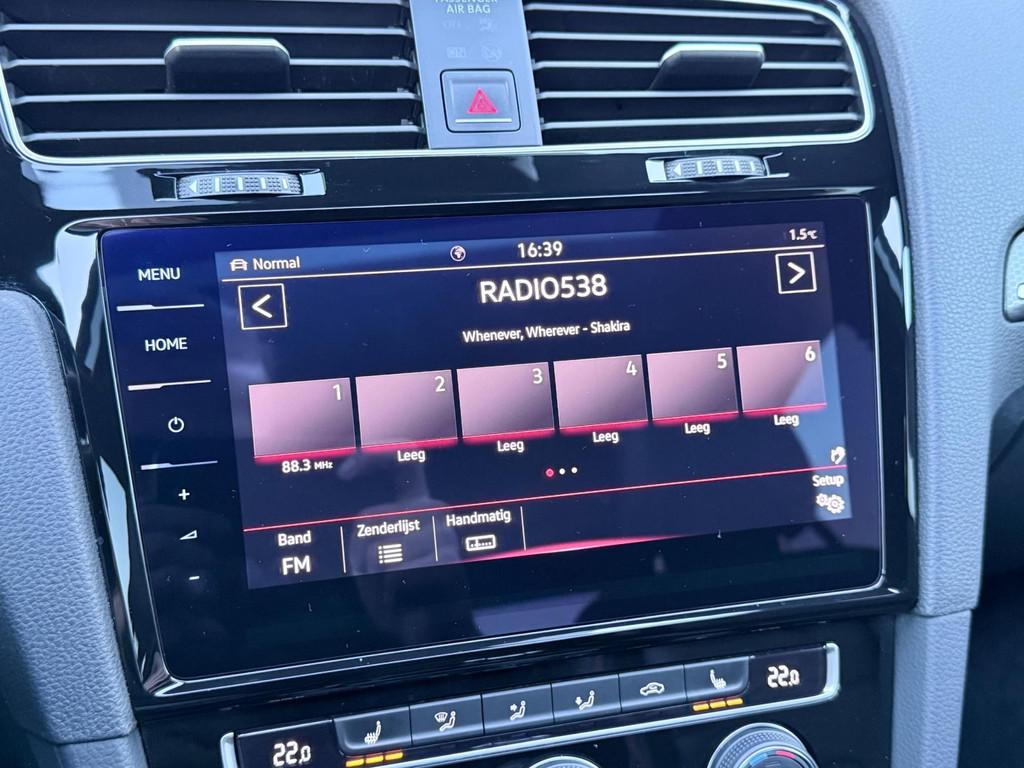 PASSENGER
AIR BAG
MENU
HOME
+
-
Normal
16:39
1.5°C
<
RADIO538
>
Whenever, Wherever - Shakira
1
2
3
4
5
6
88.3 MHz
Leeg
Leeg
Leeg
Leeg
Leeg
Setup
Band
FM
Zenderlijst
Handmatig
22.0
22.0